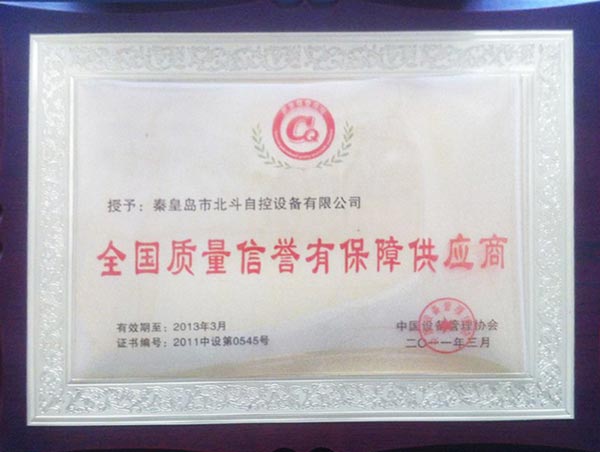 CQ
授予：秦皇岛市北斗自控设备有限公司
全国质量信誉有保障供应商
有效期至：2013年3月
证书编号：2011中设第0545号
中国设备管理协会
二〇一一年三月